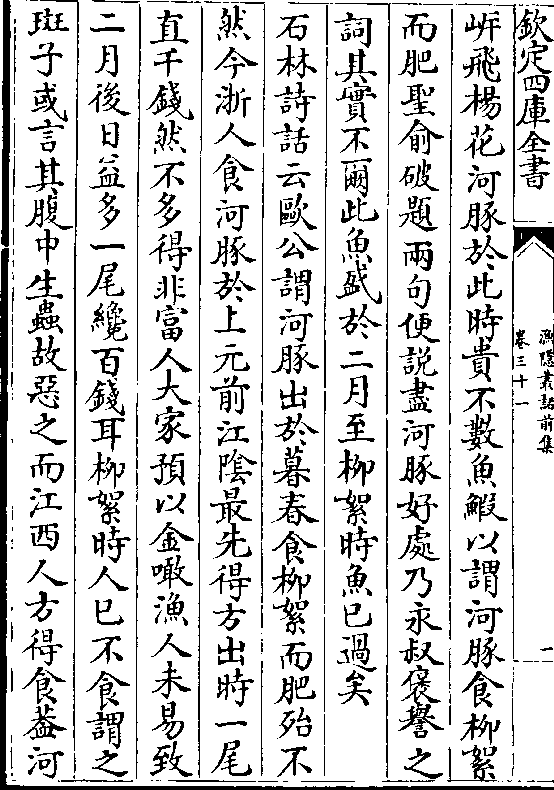 欽定四庫全書
漁隱叢話前集
卷三十一
一
岸飛楊花河豚於此時貴不數魚鰕以謂河豚食柳絮
而肥聖俞破題兩句便説盡河豚好處乃永叔褒譽之
詞其實不爾此魚盛於二月至柳絮時魚已過矣
石林詩話云歐公謂河豚出於暮春食柳絮而肥殆不
然今浙人食河豚於上元前江隂最先得方出時一尾
直千錢然不多得非富人大家預以金噉漁人未易致
二月後日益多一尾纔百錢耳柳絮時人已不食謂之
斑子或言其腹中生蟲故惡之而江西人方得食葢河